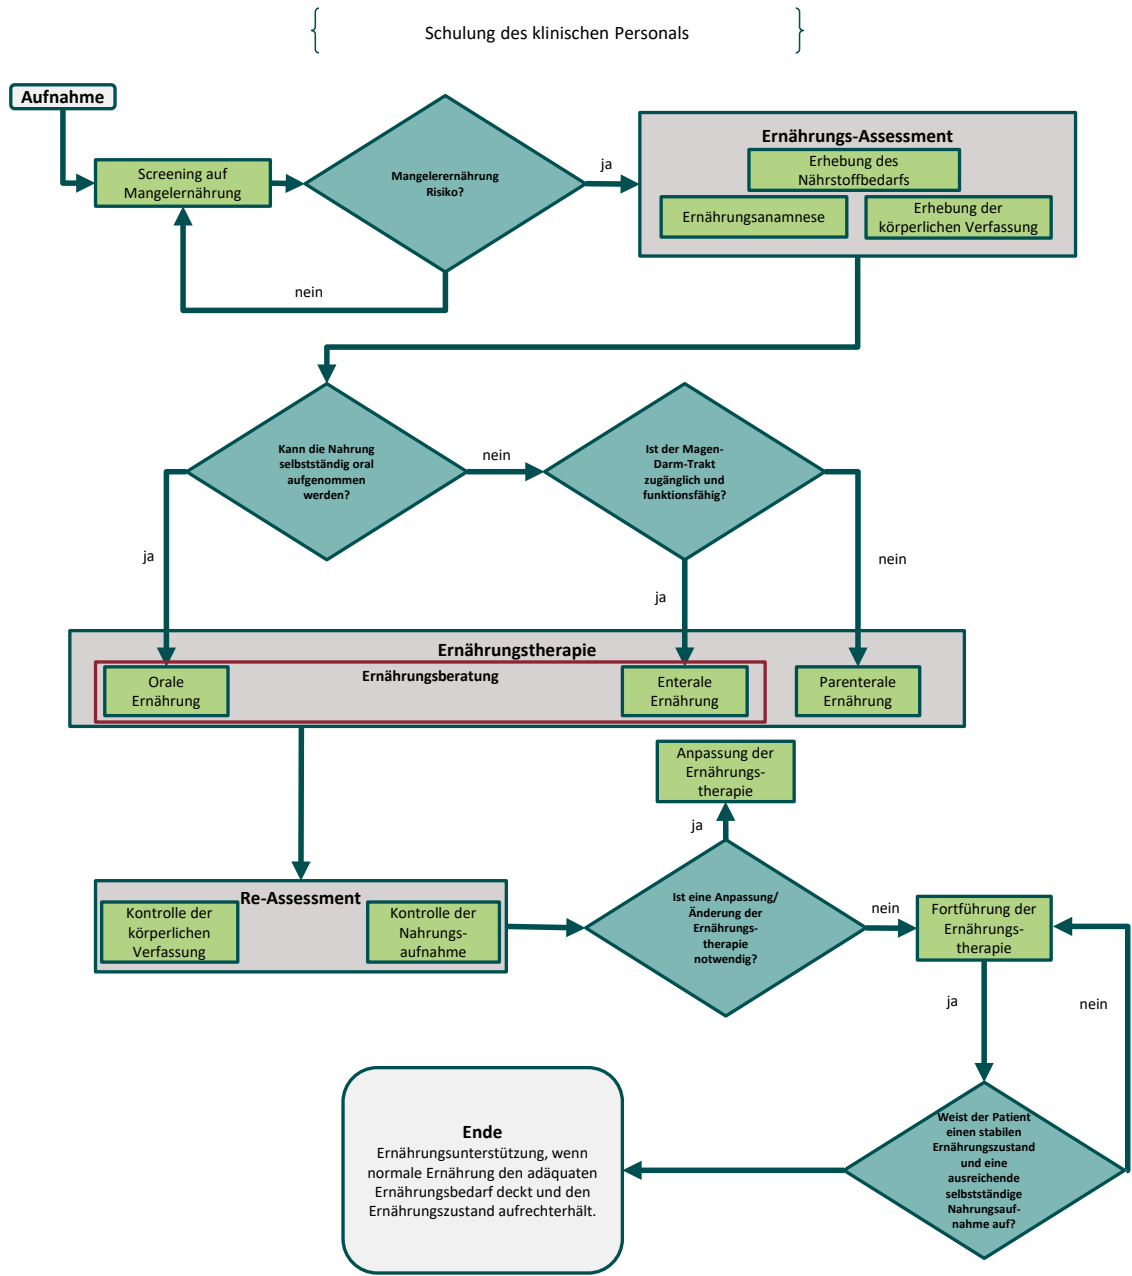 Schulung des klinischen Personals
Aufnahme
Screening auf
Mangelernährung
Mangelerernährung
Risiko?
ja
nein
Ernährungs-Assessment
Erhebung des
Nährstoffbedarfs
Ernährungsanamnese
Erhebung der
körperlichen Verfassung
Kann die Nahrung
selbstständig oral
aufgenommen
werden?
nein
Ist der Magen-
Darm-Trakt
zugänglich und
funktionsfähig?
ja
ja
nein
Ernährungstherapie
Ernährungsberatung
Orale
Ernährung
Enterale
Ernährung
Parenterale
Ernährung
Anpassung der
Ernährungs-
therapie
ja
Re-Assessment
Kontrolle der
körperlichen
Verfassung
Kontrolle der
Nahrungs-
aufnahme
Ist eine Anpassung/
Änderung der
Ernährungs-
therapie
notwendig?
nein
Fortführung der
Ernährungs-
therapie
ja
nein
Weist der Patient
einen stabilen
Ernährungszustand
und eine
ausreichende
selbstständige
Nahrungsauf-
nahme auf?
Ende
Ernährungsunterstützung, wenn
normale Ernährung den adäquaten
Ernährungsbedarf deckt und den
Ernährungszustand aufrechterhält.